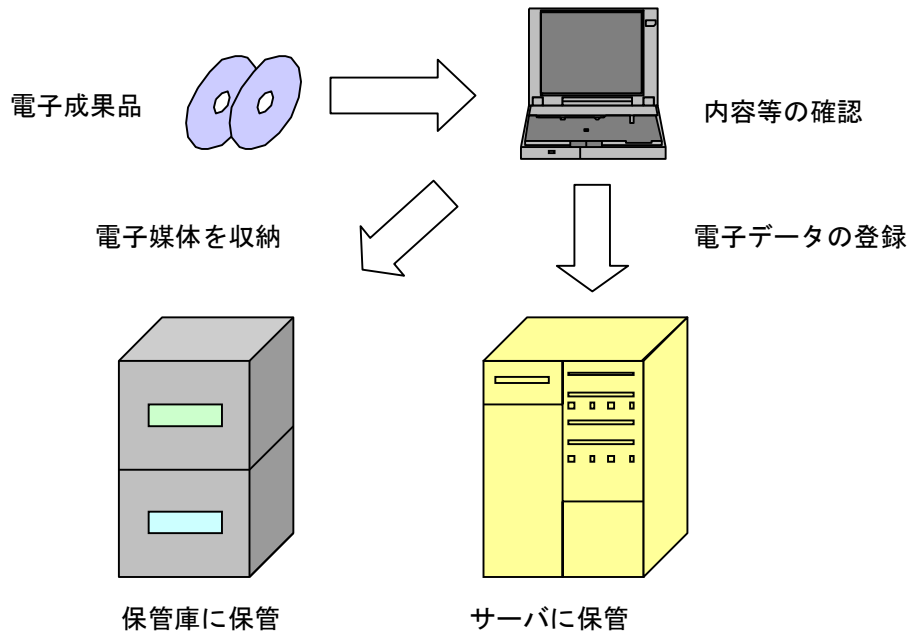 電子成果品
内容等の確認
電子媒体を収納
電子データの登録
保管庫に保管
サーバに保管